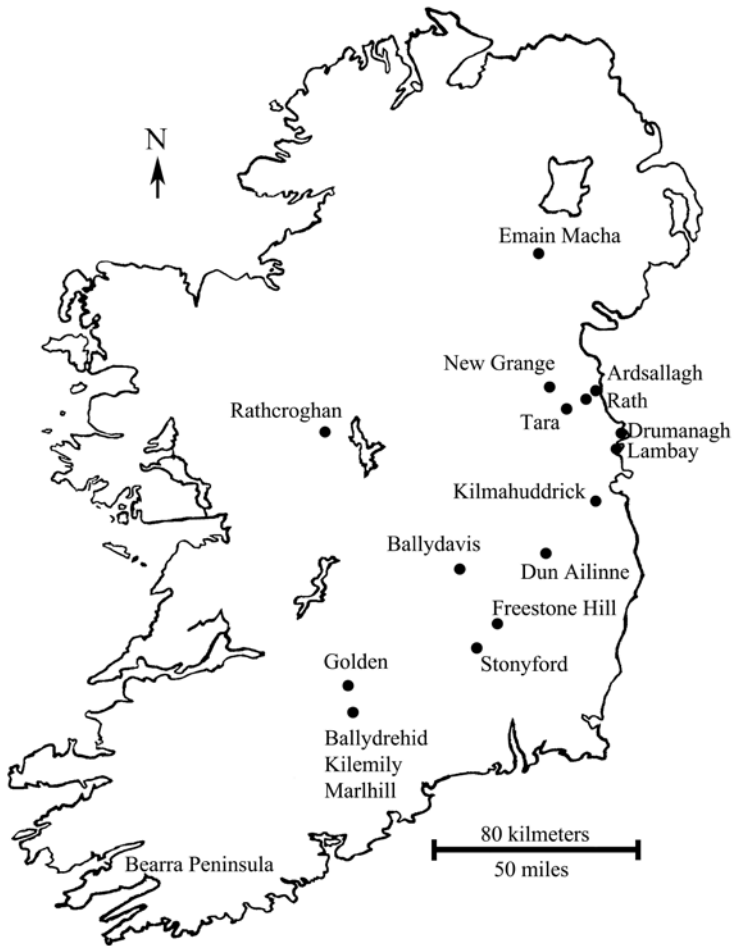 N
Emain Macha
New Grange
Ardsallagh
Rath
Tara
Rathcroghan
Drumanagh
Lambay
Kilmahuddrick
Ballydavis
Dun Ailinne
Freestone Hill
Stonyford
Golden
Ballydrehid
Kilemily
Marlhill
80 kilmeters
50 miles
Bearra Peninsula